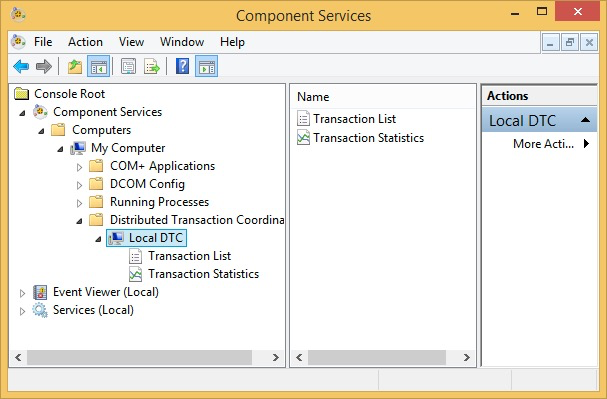 Component Services
File Action View Window Help
Console Root
Component Services
Computers
My Computer
COM+ Applications
DCOM Config
Running Processes
Distributed Transaction Coordina
Local DTC
Transaction List
Transaction Statistics
Event Viewer (Local)
Services (Local)
Name
Transaction List
Transaction Statistics
Actions
Local DTC
More Acti...